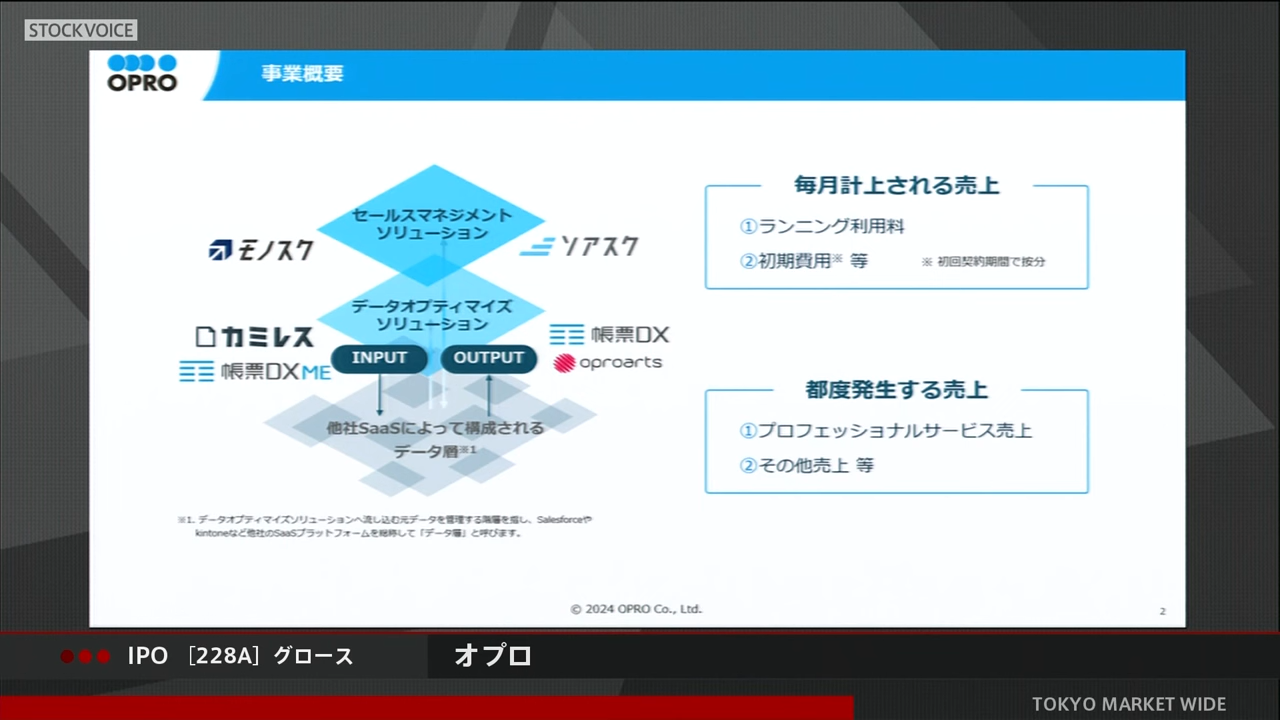 STOCKVOICE
OPRO
事業概要
セールスマネジメント
ソリューション
モノスク
ソアスク
データオプティマイズ
ソリューション
カミレス
帳票DX
帳票DX ME
INPUT
OUTPUT
oproarts
他社SaaSによって構成される
データ層※1
※1. データオプティマイズソリューションへ流し込む元データを管理する階層を指し、Salesforceや
kintoneなど他社のSaaSプラットフォームを総称して「データ層」と呼びます。
毎月計上される売上
①ランニング利用料
②初期費用※ 等
※ 初回契約期間で按分
都度発生する売上
①プロフェッショナルサービス売上
②その他売上 等
© 2024 OPRO Co., Ltd.
2
IPO [228A] グロース
オプロ
TOKYO MARKET WIDE